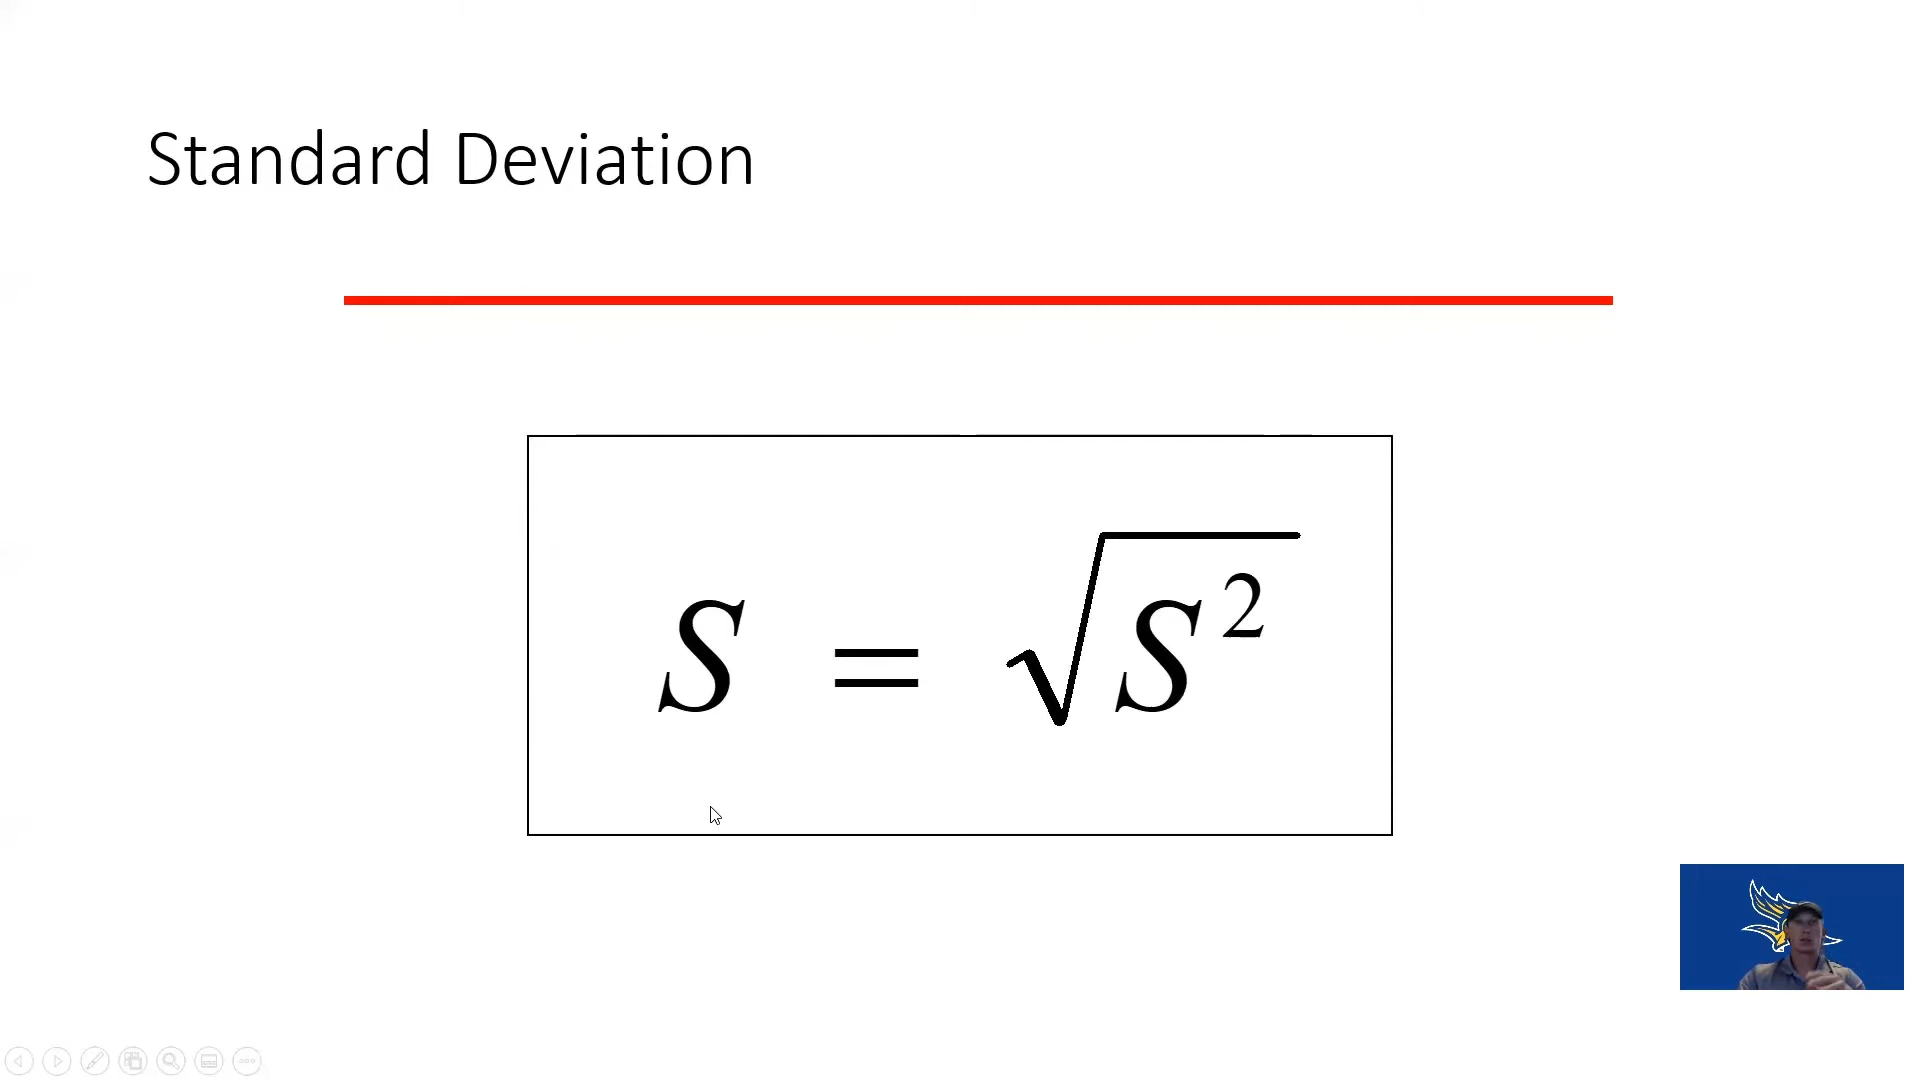 Standard Deviation
S = √S²